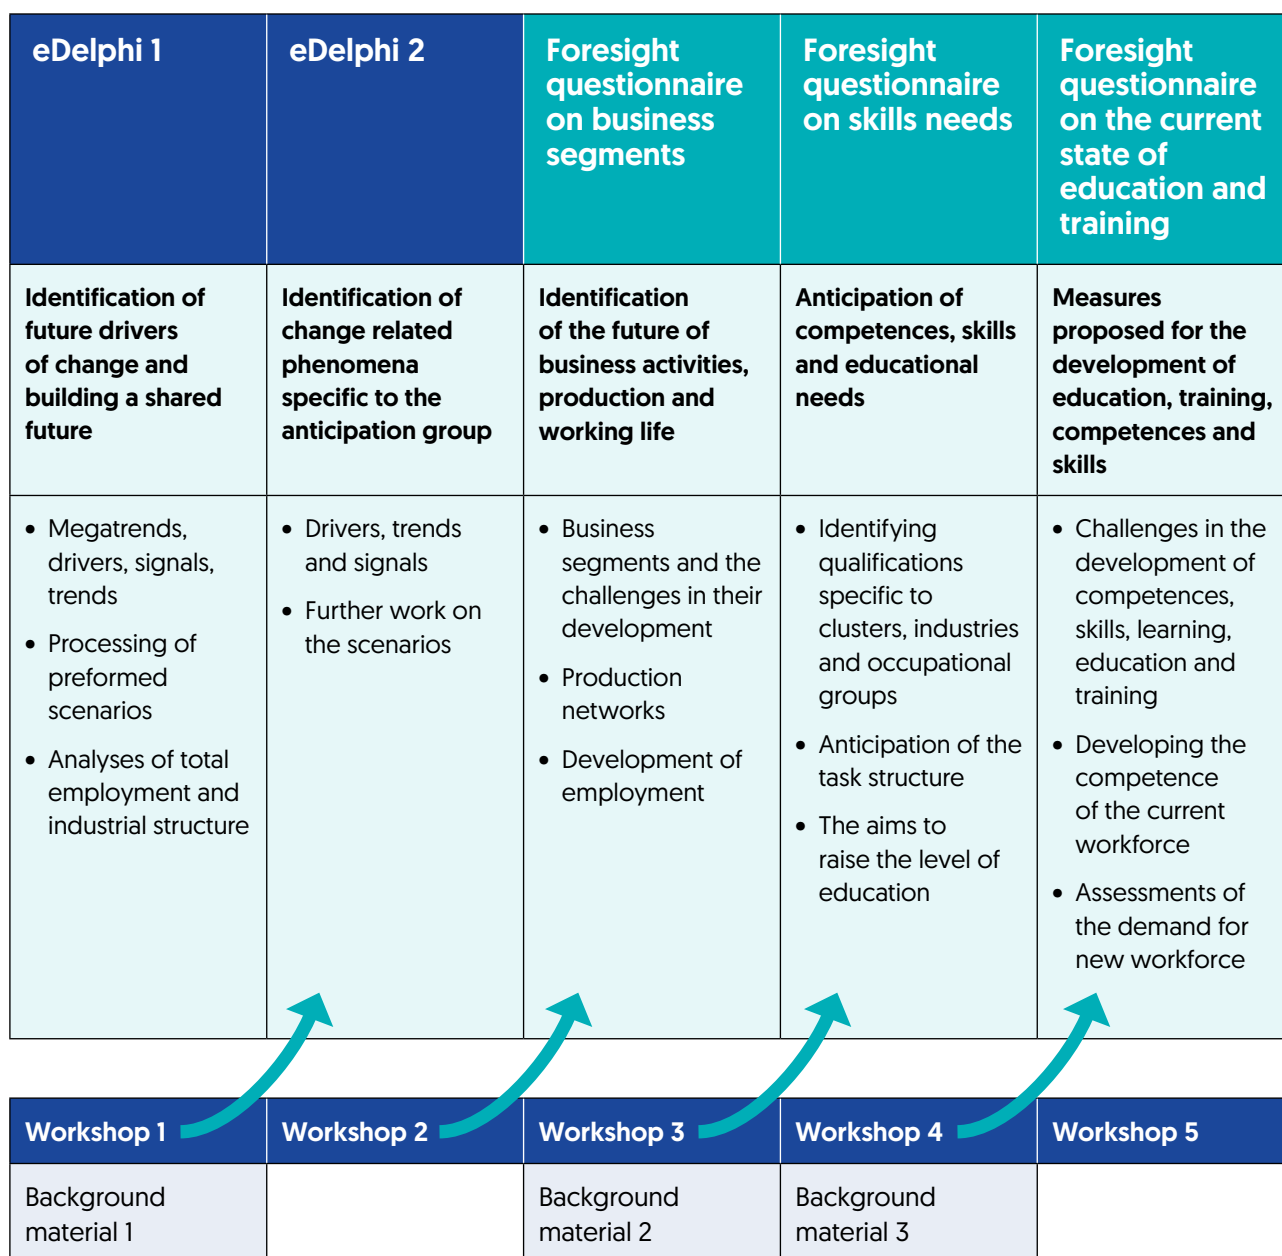 eDelphi 1
eDelphi 2
Foresight
questionnaire
on business
segments
Foresight
questionnaire
on skills needs
Foresight
questionnaire
on the current
state of
education and
training
Identification of
future drivers
of change and
building a shared
future
Identification of
change related
phenomena
specific to the
anticipation group
Identification
of the future of
business activities,
production and
working life
Anticipation of
competences, skills
and educational
needs
Measures
proposed for the
development of
education, training,
competences and
skills
• Megatrends,
drivers, signals,
trends
• Processing of
preformed
scenarios
• Analyses of total
employment and
industrial structure
• Drivers, trends
and signals
• Further work on
the scenarios
• Business
segments and the
challenges in their
development
• Production
networks
• Development of
employment
• Identifying
qualifications
specific to
clusters, industries
and occupational
groups
• Anticipation of the
task structure
• The aims to
raise the level of
education
• Challenges in the
development of
competences,
skills, learning,
education and
training
• Developing the
competence
of the current
workforce
• Assessments of
the demand for
new workforce
Workshop 1
Workshop 2
Workshop 3
Workshop 4
Workshop 5
Background
material 1
Background
material 2
Background
material 3